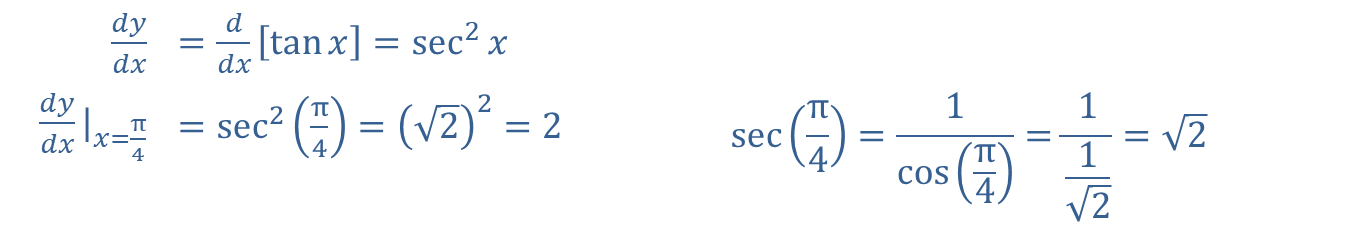 dy/dx = d/dx [tan x] = sec² x
dy/dx |x=π/4 = sec² (π/4) = (√2)² = 2
sec (π/4) = 1/cos (π/4) = 1/(1/√2) = √2